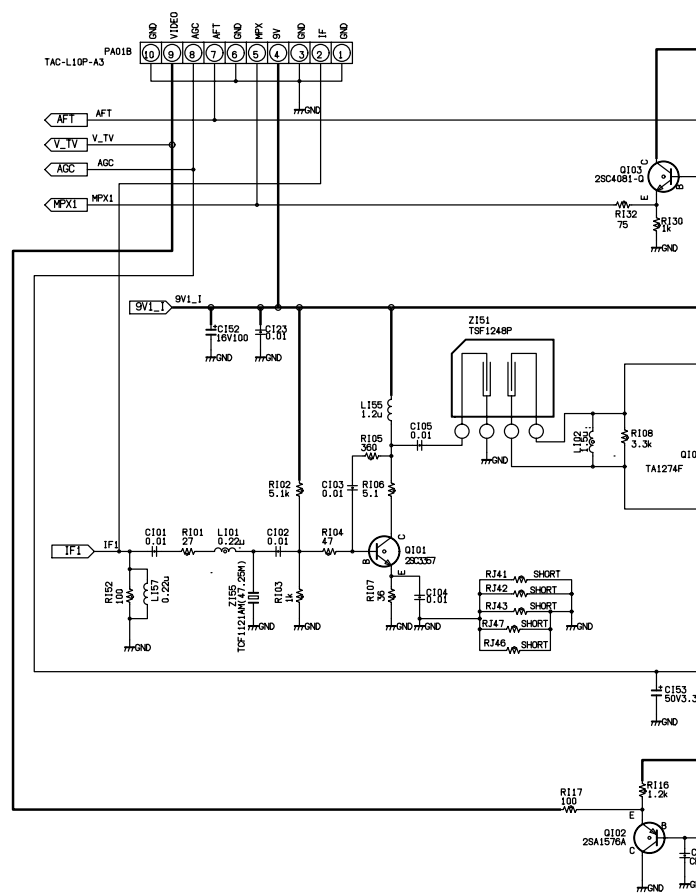 GND
VIDEO
AGC
AFT
GND
MPX
9V
GND
IF
GND
PA01B
10 9 8 7 6 5 4 3 2 1
TAC-L10P-A3
GND
AFT
AFT
V_TV
V_TV
AGC
AGC
MPX1
MPX1
QI03
2SC4081-Q
C
B
E
RI32
75
RI30
1k
GND
9V1_I
9V1_I
CI52
16V100
GND
CI23
0.01
GND
ZI51
TSF1248P
LI55
1.2u
CI05
0.01
RI05
360
GND
LI02
1.5u
RI08
3.3k
TA1274F
RI02
5.1k
CI03
0.01
RI06
5.1
IF1
IF1
CI01
0.01
RI01
27
LI01
0.22u
CI02
0.01
RI04
47
C
B
E
QI01
2SC3357
RI52
100
LI57
0.22u
GND
ZI55
TCF1121AM(47.25M)
GND
RI03
1k
GND
RI07
36
GND
CI04
0.01
GND
RJ41 SHORT
RJ42 SHORT
RJ43 SHORT
RJ47 SHORT
RJ46 SHORT
GND
CI53
50V3.3
GND
RI16
1.2k
RI17
100
E
B
C
QI02
2SA1576A
GND